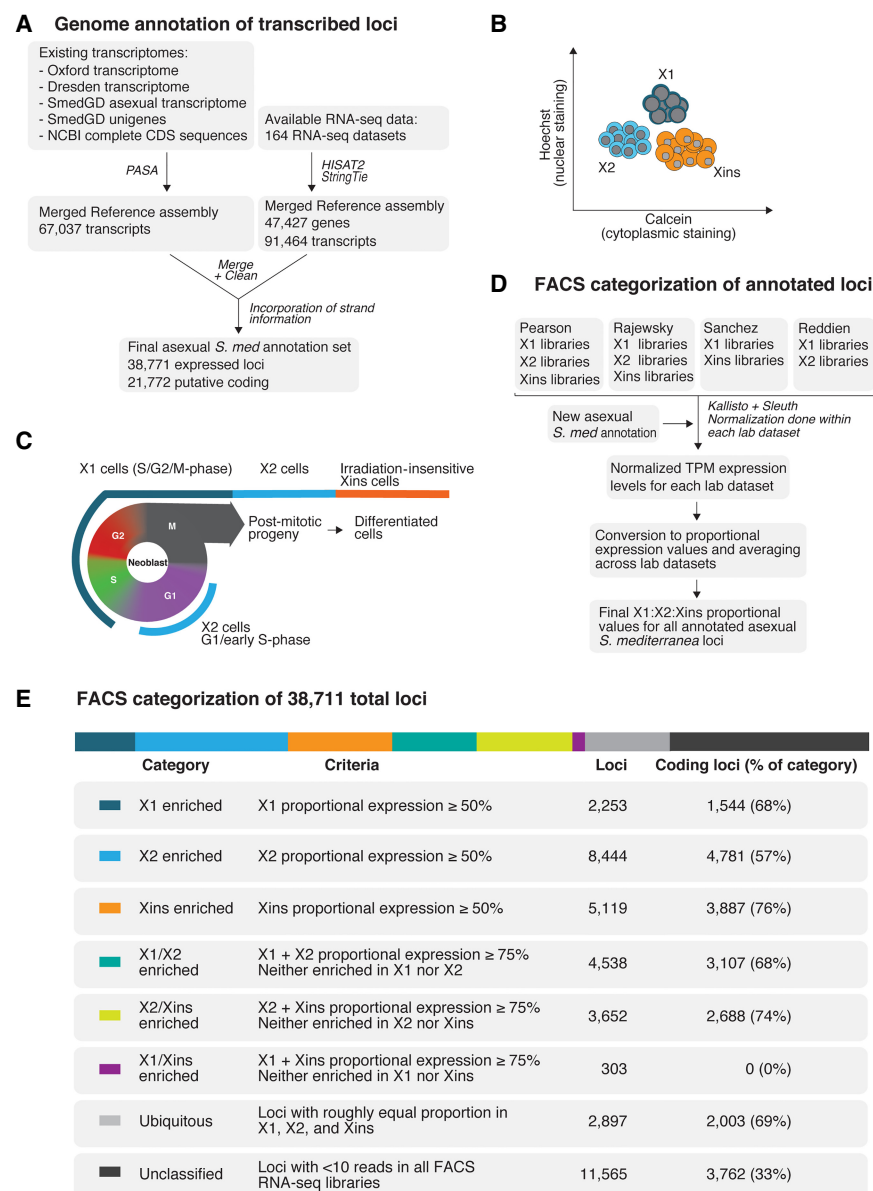 A Genome annotation of transcribed loci
Existing transcriptomes:
- Oxford transcriptome
- Dresden transcriptome
- SmedGD asexual transcriptome
- SmedGD unigenes
- NCBI complete CDS sequences
Available RNA-seq data:
164 RNA-seq datasets
PASA
HISAT2
StringTie
Merged Reference assembly
67,037 transcripts
Merged Reference assembly
47,427 genes
91,464 transcripts
Merge
+ Clean
Incorporation of strand
information
Final asexual S. med annotation set
38,771 expressed loci
21,772 putative coding
B
Hoechst
(nuclear staining)
X1
X2
Xins
Calcein
(cytoplasmic staining)
C
X1 cells (S/G2/M-phase)
X2 cells
Irradiation-insensitive
Xins cells
G2
M
S
G1
Neoblast
Post-mitotic
progeny
Differentiated
cells
X2 cells
G1/early S-phase
D FACS categorization of annotated loci
Pearson
X1 libraries
X2 libraries
Xins libraries
Rajewsky
X1 libraries
X2 libraries
Xins libraries
Sanchez
X1 libraries
Xins libraries
Reddien
X1 libraries
X2 libraries
New asexual
S. med annotation
Kallisto + Sleuth
Normalization done within
each lab dataset
Normalized TPM expression
levels for each lab dataset
Conversion to proportional
expression values and averaging
across lab datasets
Final X1:X2:Xins proportional
values for all annotated asexual
S. mediterranea loci
E FACS categorization of 38,711 total loci
Category Criteria Loci Coding loci (% of category)
X1 enriched X1 proportional expression ≥ 50% 2,253 1,544 (68%)
X2 enriched X2 proportional expression ≥ 50% 8,444 4,781 (57%)
Xins enriched Xins proportional expression ≥ 50% 5,119 3,887 (76%)
X1/X2
enriched
X1 + X2 proportional expression ≥ 75%
Neither enriched in X1 nor X2
4,538 3,107 (68%)
X2/Xins
enriched
X2 + Xins proportional expression ≥ 75%
Neither enriched in X2 nor Xins
3,652 2,688 (74%)
X1/Xins
enriched
X1 + Xins proportional expression ≥ 75%
Neither enriched in X1 nor Xins
303 0 (0%)
Ubiquitous
Loci with roughly equal proportion in
X1, X2, and Xins
2,897 2,003 (69%)
Unclassified
Loci with <10 reads in all FACS
RNA-seq libraries
11,565 3,762 (33%)